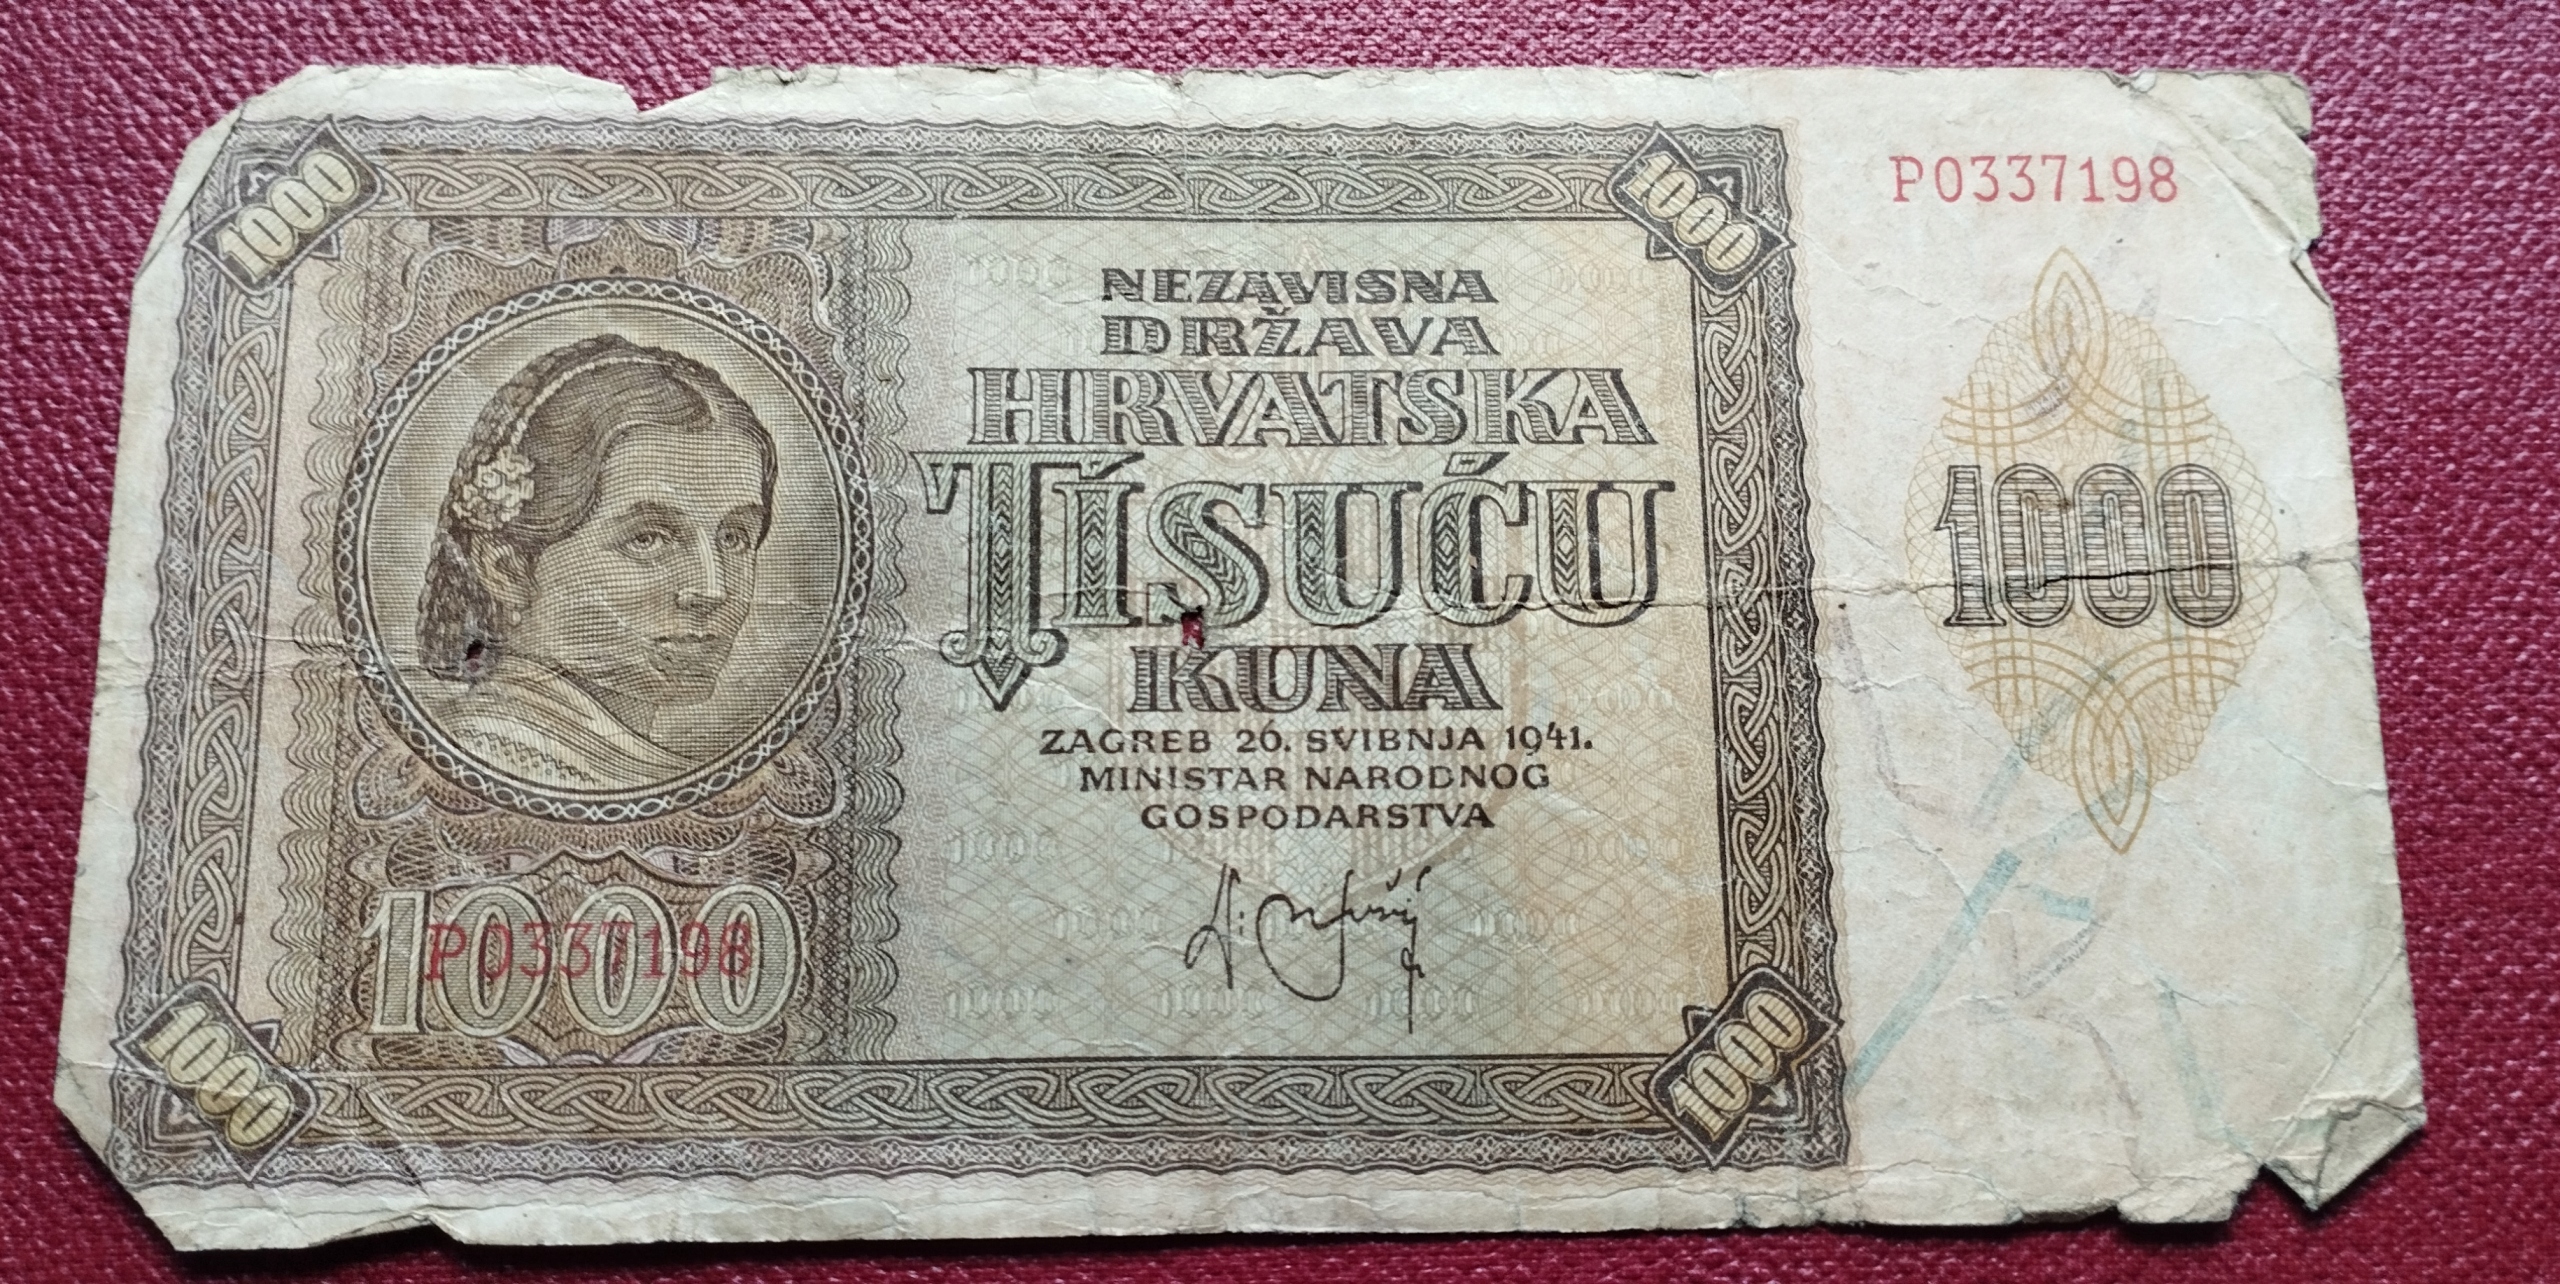 1000
1000
P0337198
NEZAVISNA
DRŽAVA
HRVATSKA
TISUĆU
KUNA
1000
ZAGREB 26. SVIBNJA 1941.
MINISTAR NARODNOG
GOSPODARSTVA
1000
P0337198
1000
1000